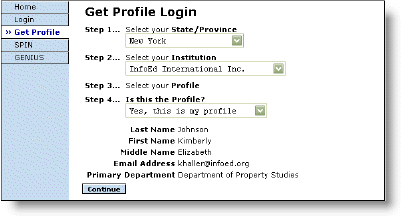 Home
Login
» Get Profile
SPIN
GENIUS
Get Profile Login
Step 1... Select your State/Province
New York
Step 2... Select your Institution
InfoEd International Inc.
Step 3... Select your Profile
Step 4... Is this the Profile?
Yes, this is my profile
Last Name Johnson
First Name Kimberly
Middle Name Elizabeth
Email Address khaller@infoed.org
Primary Department Department of Property Studies
Continue